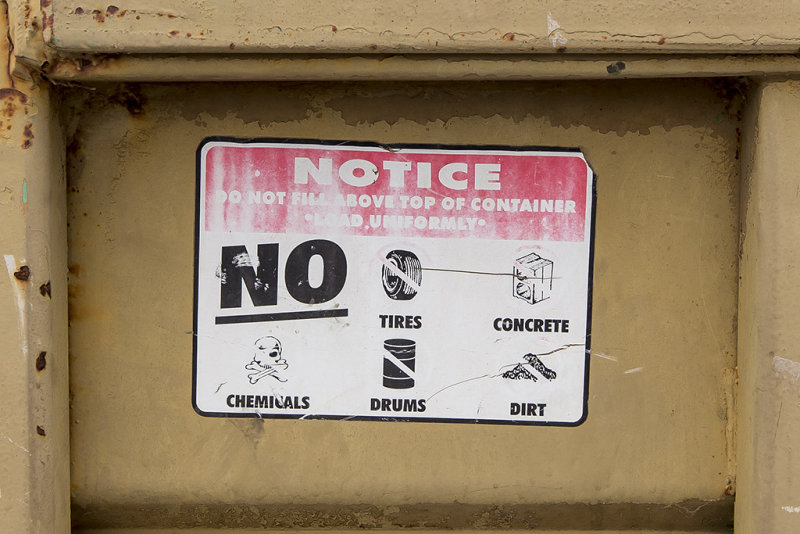 NOTICE
DO NOT FILL ABOVE TOP OF CONTAINER
•LOAD UNIFORMLY•
NO
TIRES
CONCRETE
CHEMICALS
DRUMS
DIRT